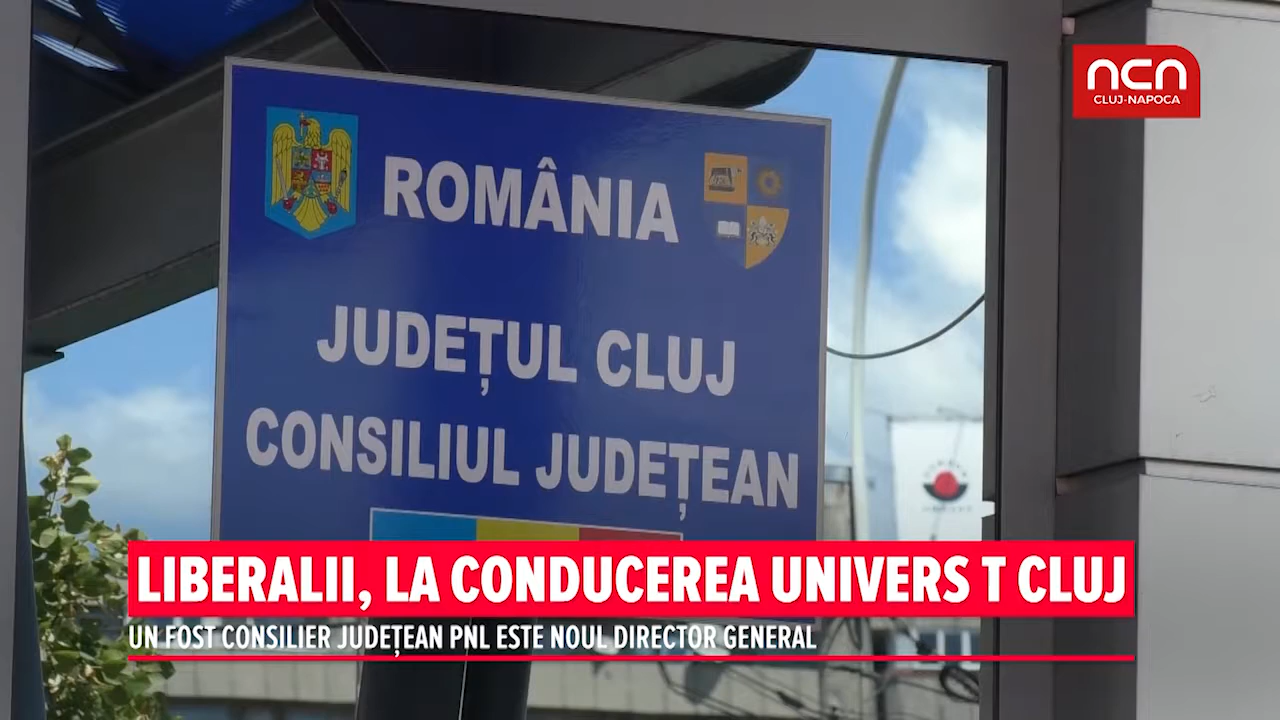 ncn
CLUJ-NAPOCA
ROMÂNIA
JUDEȚUL CLUJ
CONSILIUL JUDEȚEAN
LIBERALII, LA CONDUCEREA UNIVERS T CLUJ
UN FOST CONSILIER JUDEȚEAN PNL ESTE NOUL DIRECTOR GENERAL